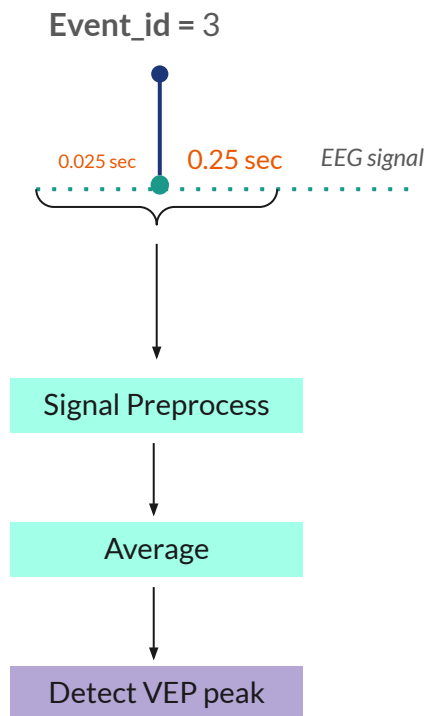 Event_id = 3
0.025 sec 0.25 sec EEG signal
Signal Preprocess
Average
Detect VEP peak